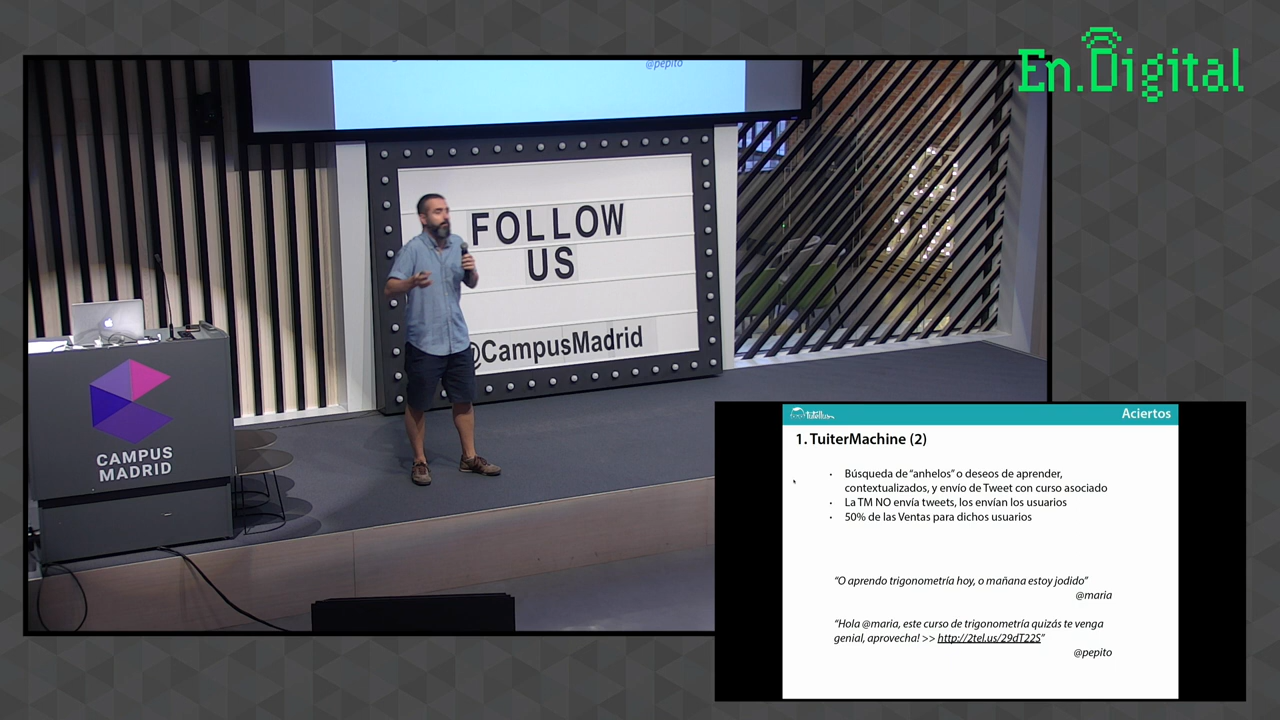 En.Digital
@pepito
FOLLOW
US
@CampusMadrid
CAMPUS
MADRID
tutellus
Aciertos
1. TuiterMachine (2)
· Búsqueda de “anhelos” o deseos de aprender,
contextualizados, y envío de Tweet con curso asociado
· La TM NO envía tweets, los envían los usuarios
· 50% de las Ventas para dichos usuarios
“O aprendo trigonometría hoy, o mañana estoy jodido”
@maria
“Hola @maria, este curso de trigonometría quizás te venga
genial, aprovecha! >> http://2tel.us/29dT22S”
@pepito